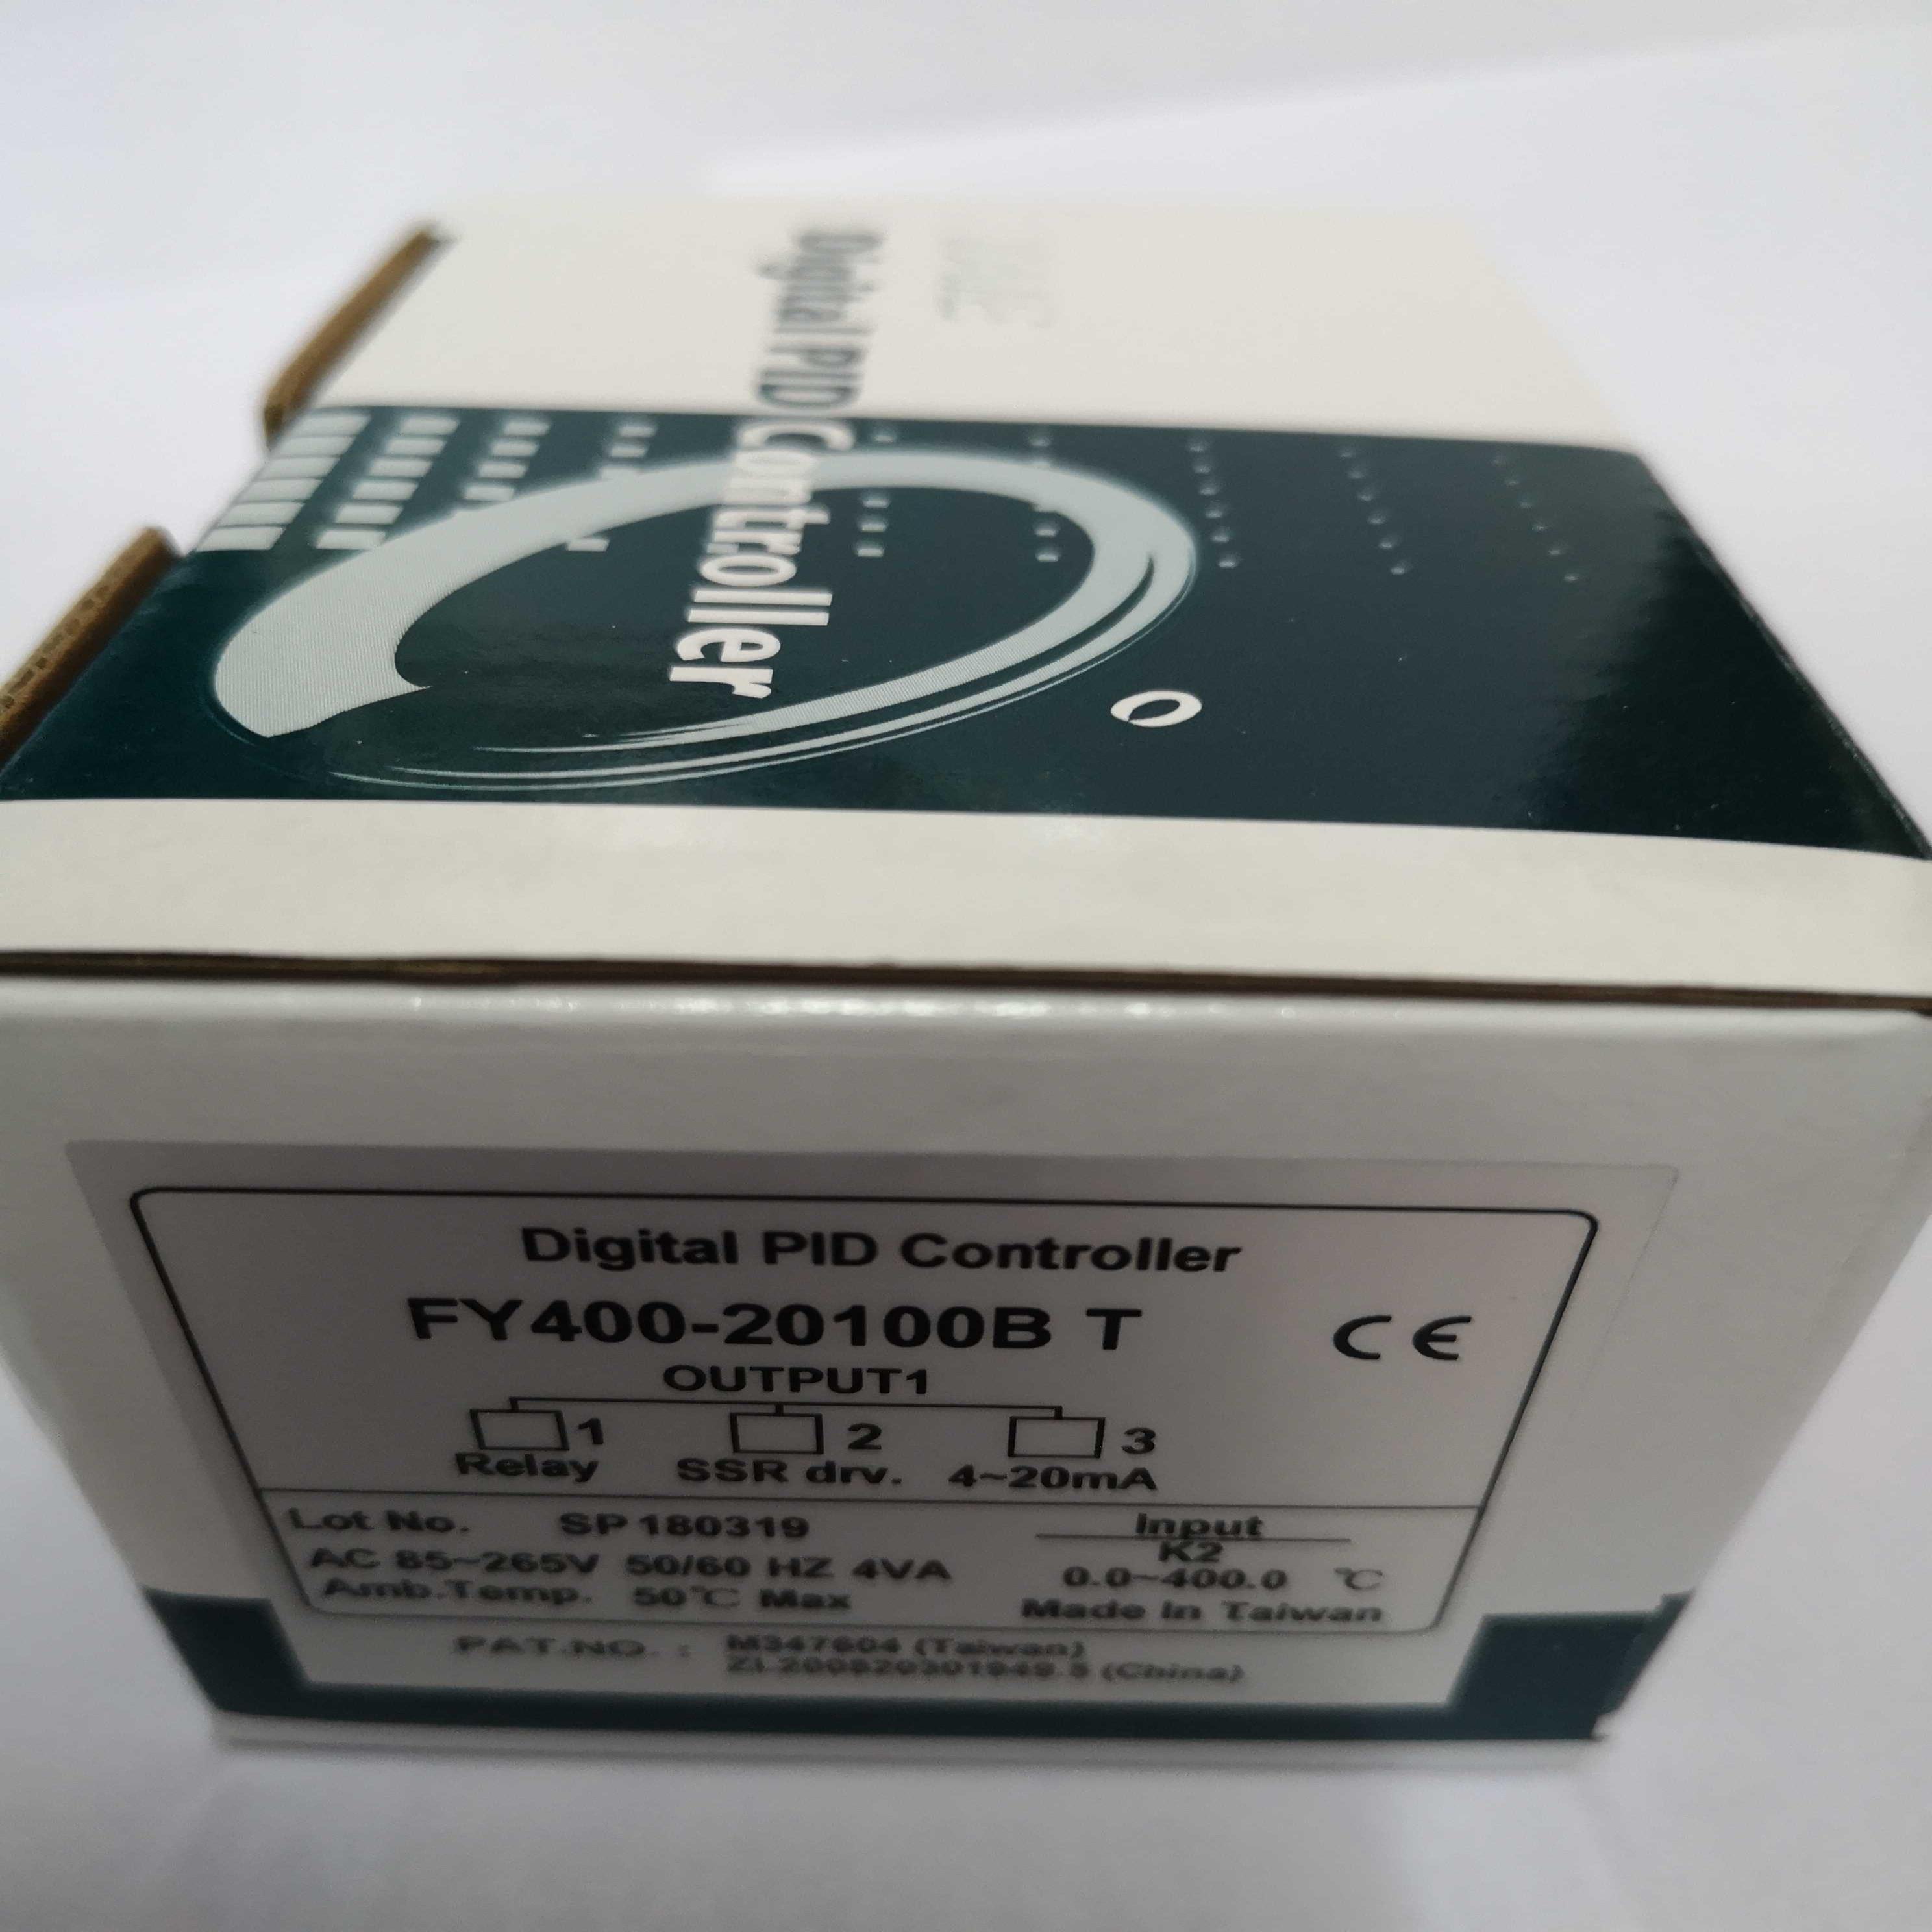 Digital PID Controller
Digital PID Controller
FY400-20100B T
CE
OUTPUT1
1 2 3
Relay SSR drv. 4~20mA
Lot No. SP180319
Input
K2
AC 85~265V 50/60 HZ 4VA
0.0~400.0 ℃
Amb.Temp. 50℃ Max
Made in Taiwan
PAT.NO. : M347604 (Taiwan)
(China)